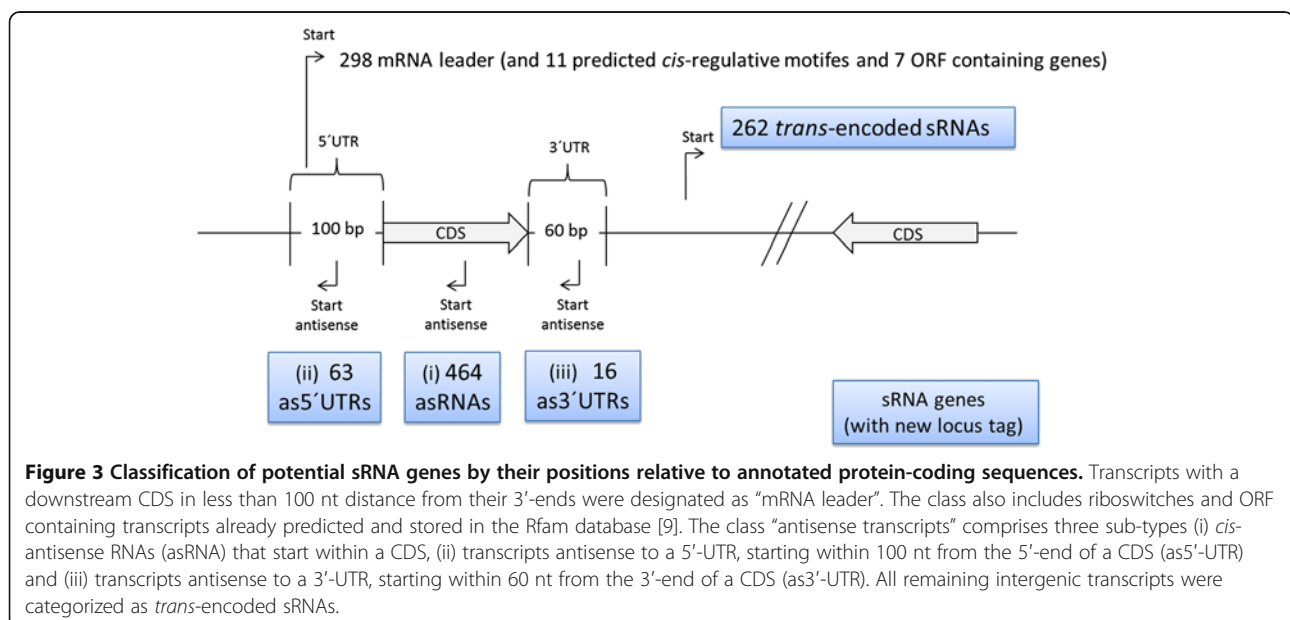 Start
298 mRNA leader (and 11 predicted cis-regulative motifes and 7 ORF containing genes)
262 trans-encoded sRNAs
Start
5´UTR
3´UTR
100 bp
CDS
60 bp
CDS
Start
antisense
Start
antisense
Start
antisense
(ii) 63
as5´UTRs
(i) 464
asRNAs
(iii) 16
as3´UTRs
sRNA genes
(with new locus tag)
Figure 3 Classification of potential sRNA genes by their positions relative to annotated protein-coding sequences. Transcripts with a
downstream CDS in less than 100 nt distance from their 3′-ends were designated as “mRNA leader”. The class also includes riboswitches and ORF
containing transcripts already predicted and stored in the Rfam database [9]. The class “antisense transcripts” comprises three sub-types (i) cis-
antisense RNAs (asRNA) that start within a CDS, (ii) transcripts antisense to a 5′-UTR, starting within 100 nt from the 5′-end of a CDS (as5′-UTR)
and (iii) transcripts antisense to a 3′-UTR, starting within 60 nt from the 3′-end of a CDS (as3′-UTR). All remaining intergenic transcripts were
categorized as trans-encoded sRNAs.